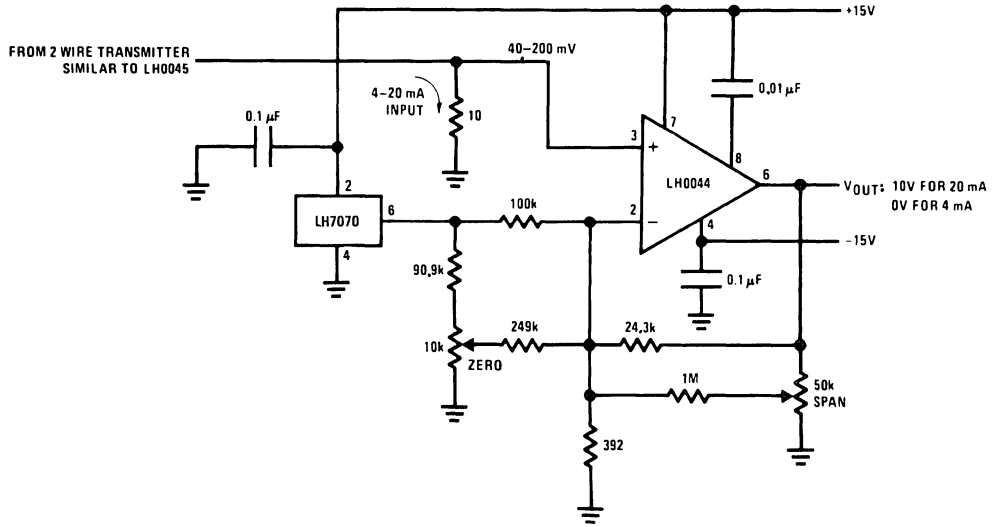 +15V
FROM 2 WIRE TRANSMITTER
SIMILAR TO LH0045
40–200 mV
4–20 mA
INPUT
10
0.01 µF
0.1 µF
7
3
+
8
LH0044
6
VOUT: 10V FOR 20 mA
0V FOR 4 mA
2
LH7070
6
4
100k
2
–
4
–15V
0.1 µF
90.9k
10k
ZERO
249k
24.3k
1M
50k
SPAN
392